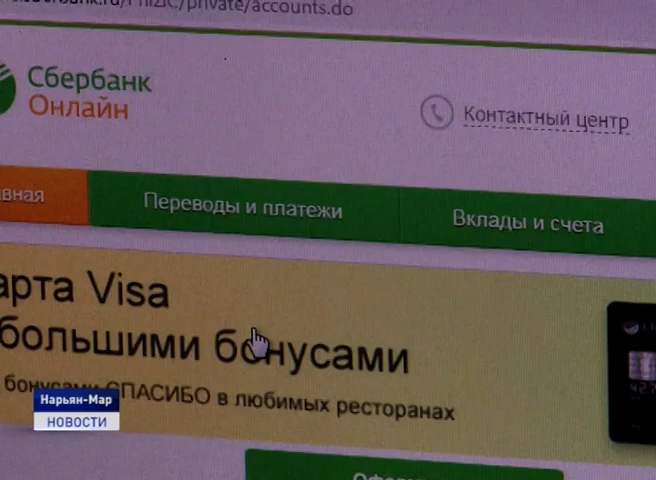 /private/accounts.do
Сбербанк
Онлайн
Контактный центр
вная
Переводы и платежи
Вклады и счета
арта Visa
большими бонусами
бонусами СПАСИБО в любимых ресторанах
Нарьян-Мар
НОВОСТИ